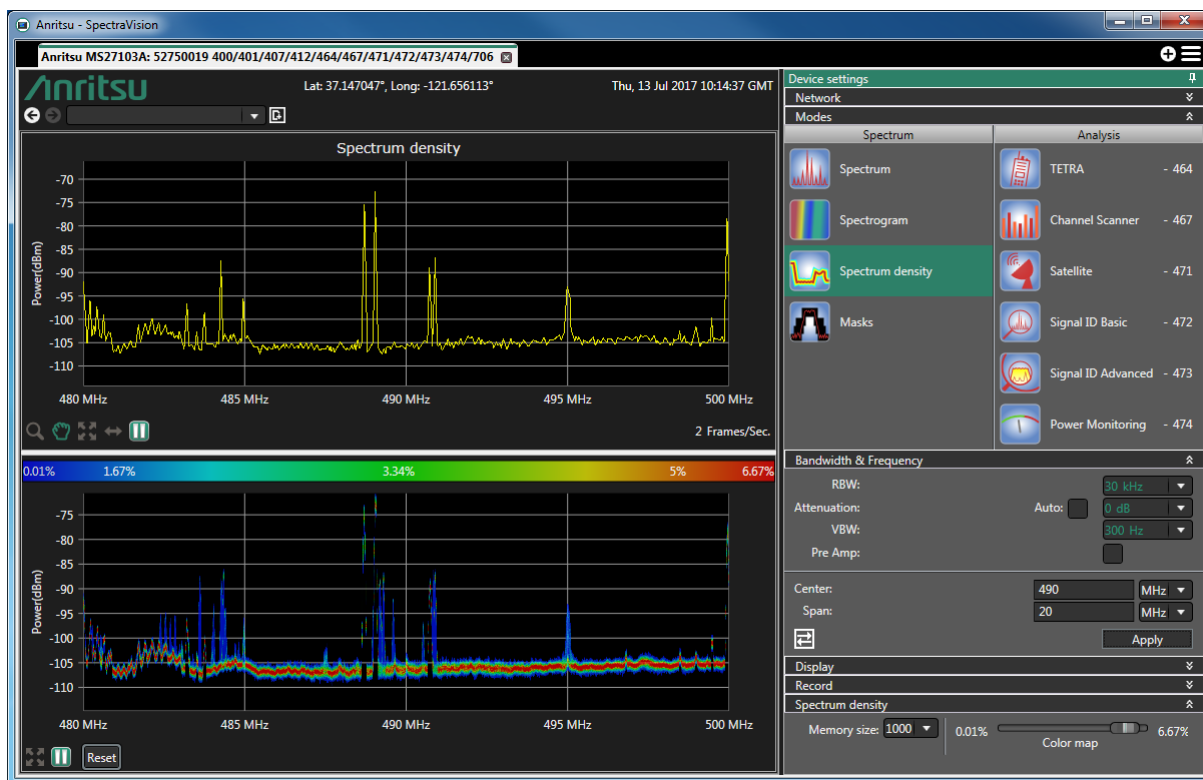 Anritsu - SpectraVision
Anritsu MS27103A: 52750019 400/401/407/412/464/467/471/472/473/474/706
Anritsu
Lat: 37.147047°, Long: -121.656113°
Thu, 13 Jul 2017 10:14:37 GMT
Spectrum density
Power(dBm)
-70
-75
-80
-85
-90
-95
-100
-105
-110
480 MHz 485 MHz 490 MHz 495 MHz 500 MHz
2 Frames/Sec.
0.01% 1.67% 3.34% 5% 6.67%
Power(dBm)
-75
-80
-85
-90
-95
-100
-105
-110
480 MHz 485 MHz 490 MHz 495 MHz 500 MHz
Reset
Device settings
Network
Modes
Spectrum Analysis
Spectrum TETRA - 464
Spectrogram Channel Scanner - 467
Spectrum density Satellite - 471
Masks Signal ID Basic - 472
Signal ID Advanced - 473
Power Monitoring - 474
Bandwidth & Frequency
RBW: 30 kHz
Attenuation: Auto: 0 dB
VBW: 300 Hz
Pre Amp:
Center: 490 MHz
Span: 20 MHz
Apply
Display
Record
Spectrum density
Memory size: 1000 0.01% 6.67%
Color map